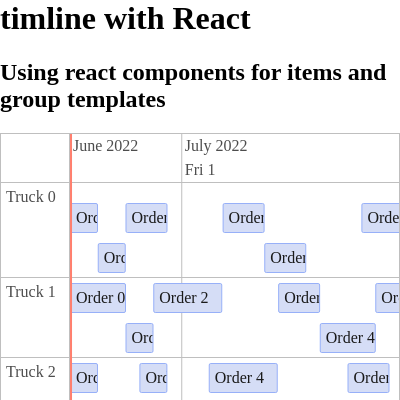 timline with React
Using react components for items and
group templates
June 2022
July 2022
Fri 1
Truck 0
Ord
Order
Order
Orde
Ord
Order
Truck 1
Order 0
Order 2
Order
Or
Ord
Order 4
Truck 2
Ord
Ord
Order 4
Order